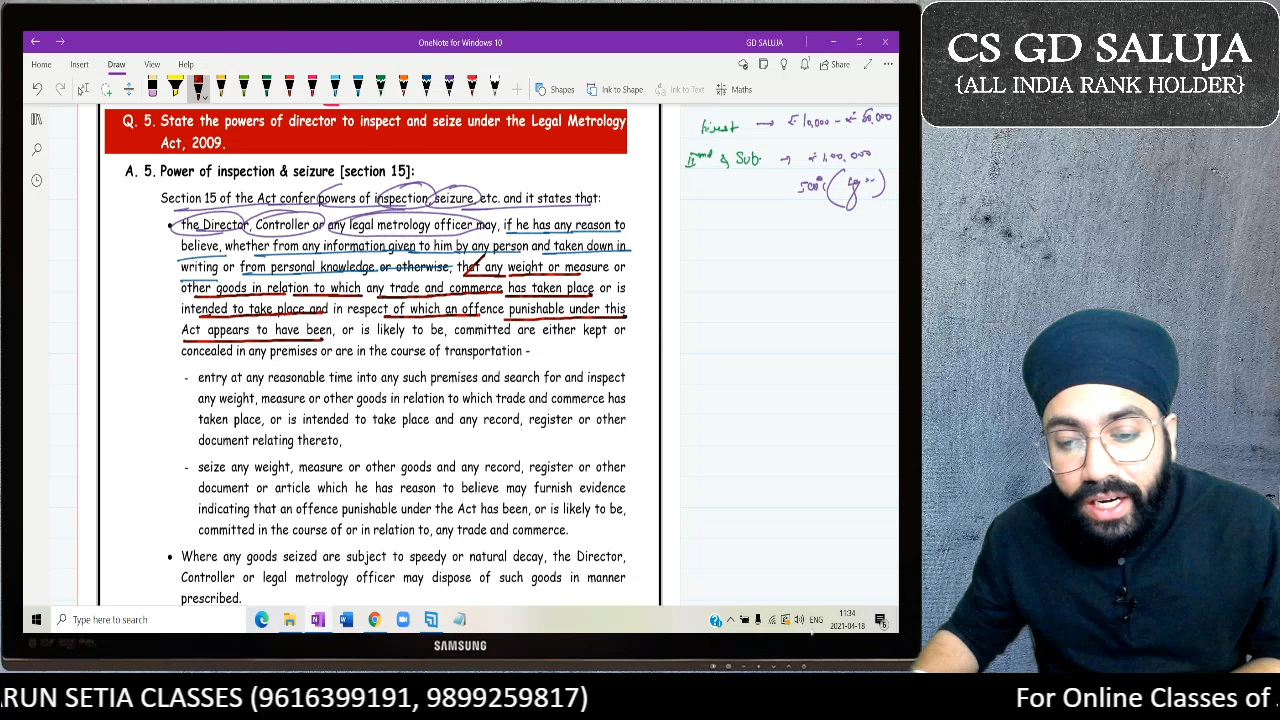 OneNote for Windows 10
GD SALUJA
Home Insert Draw View Help
Share
Shapes Ink to Shape Ink to Text Maths
Q. 5. State the powers of director to inspect and seize under the Legal Metrology
Act, 2009.
A. 5. Power of inspection & seizure [section 15]:
Section 15 of the Act confer powers of inspection, seizure, etc. and it states that:
• the Director, Controller or any legal metrology officer may, if he has any reason to
believe, whether from any information given to him by any person and taken down in
writing or from personal knowledge or otherwise, that any weight or measure or
other goods in relation to which any trade and commerce has taken place or is
intended to take place and in respect of which an offence punishable under this
Act appears to have been, or is likely to be, committed are either kept or
concealed in any premises or are in the course of transportation -
- entry at any reasonable time into any such premises and search for and inspect
any weight, measure or other goods in relation to which trade and commerce has
taken place, or is intended to take place and any record, register or other
document relating thereto,
- seize any weight, measure or other goods and any record, register or other
document or article which he has reason to believe may furnish evidence
indicating that an offence punishable under the Act has been, or is likely to be,
committed in the course of or in relation to, any trade and commerce.
• Where any goods seized are subject to speedy or natural decay, the Director,
Controller or legal metrology officer may dispose of such goods in manner
prescribed.
→ ₹10,000 -
IInd & Sub →
Type here to search
ENG
11:34
2021-04-18
SAMSUNG
CS GD SALUJA
{ALL INDIA RANK HOLDER}
ARUN SETIA CLASSES (9616399191, 9899259817)
For Online Classes of